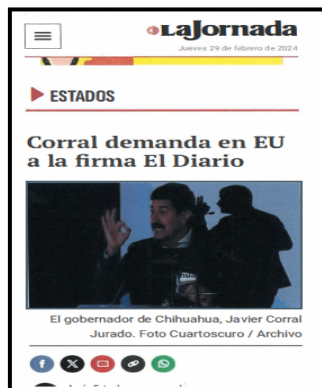 LaJornada
Jueves 29 de febrero de 2024
ESTADOS
Corral demanda en EU
a la firma El Diario
El gobernador de Chihuahua, Javier Corral
Jurado. Foto Cuartoscuro / Archivo